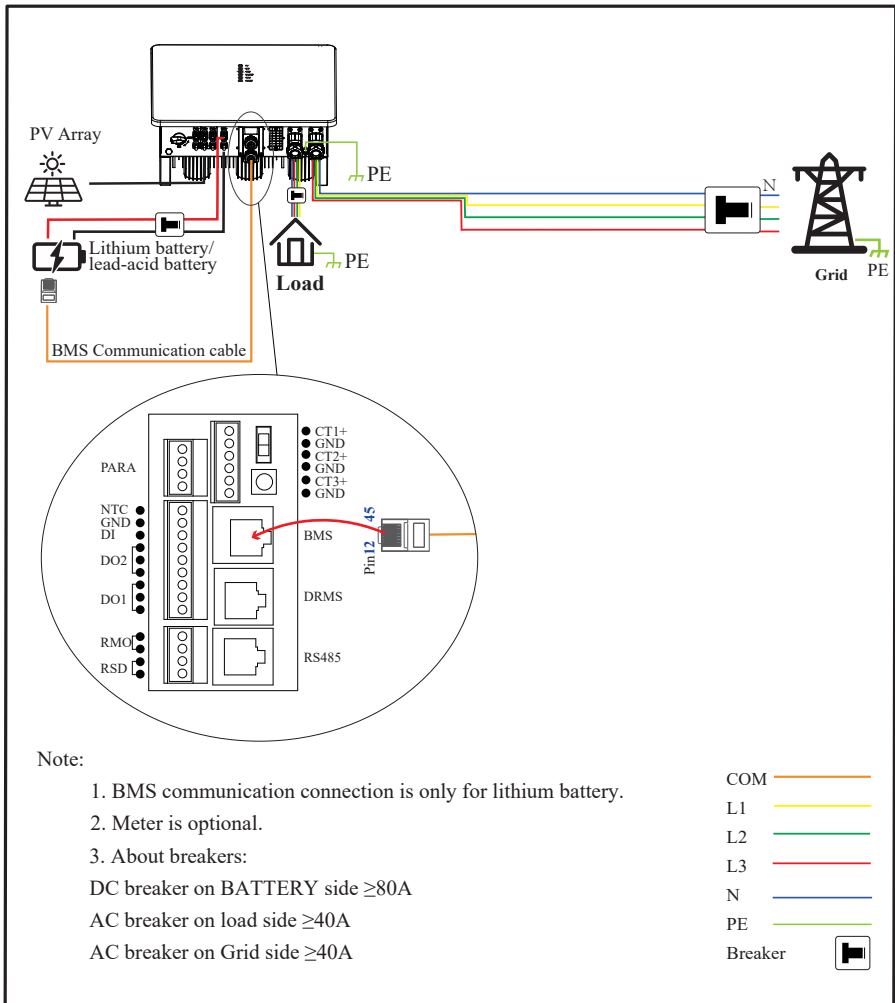 PV Array
PE
N
Lithium battery/
lead-acid battery
PE
Load
Grid
PE
BMS Communication cable
CT1+
GND
CT2+
GND
CT3+
GND
PARA
NTC
GND
DI
DO2
DO1
RMO
RSD
BMS
DRMS
RS485
Pin12 45
Note:
1. BMS communication connection is only for lithium battery.
2. Meter is optional.
3. About breakers:
DC breaker on BATTERY side ≥80A
AC breaker on load side ≥40A
AC breaker on Grid side ≥40A
COM
L1
L2
L3
N
PE
Breaker